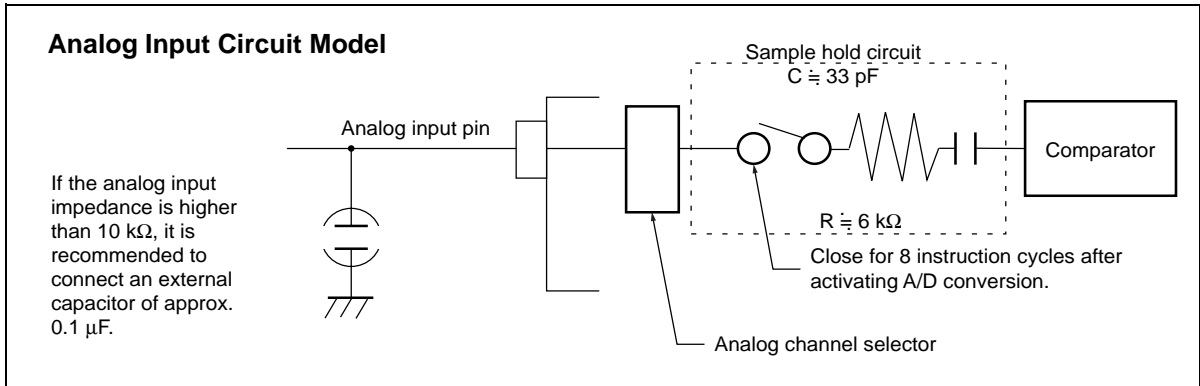 Analog Input Circuit Model
Sample hold circuit
C ≒ 33 pF
Analog input pin
Comparator
If the analog input
impedance is higher
than 10 kΩ, it is
recommended to
connect an external
capacitor of approx.
0.1 μF.
R ≒ 6 kΩ
Close for 8 instruction cycles after
activating A/D conversion.
Analog channel selector